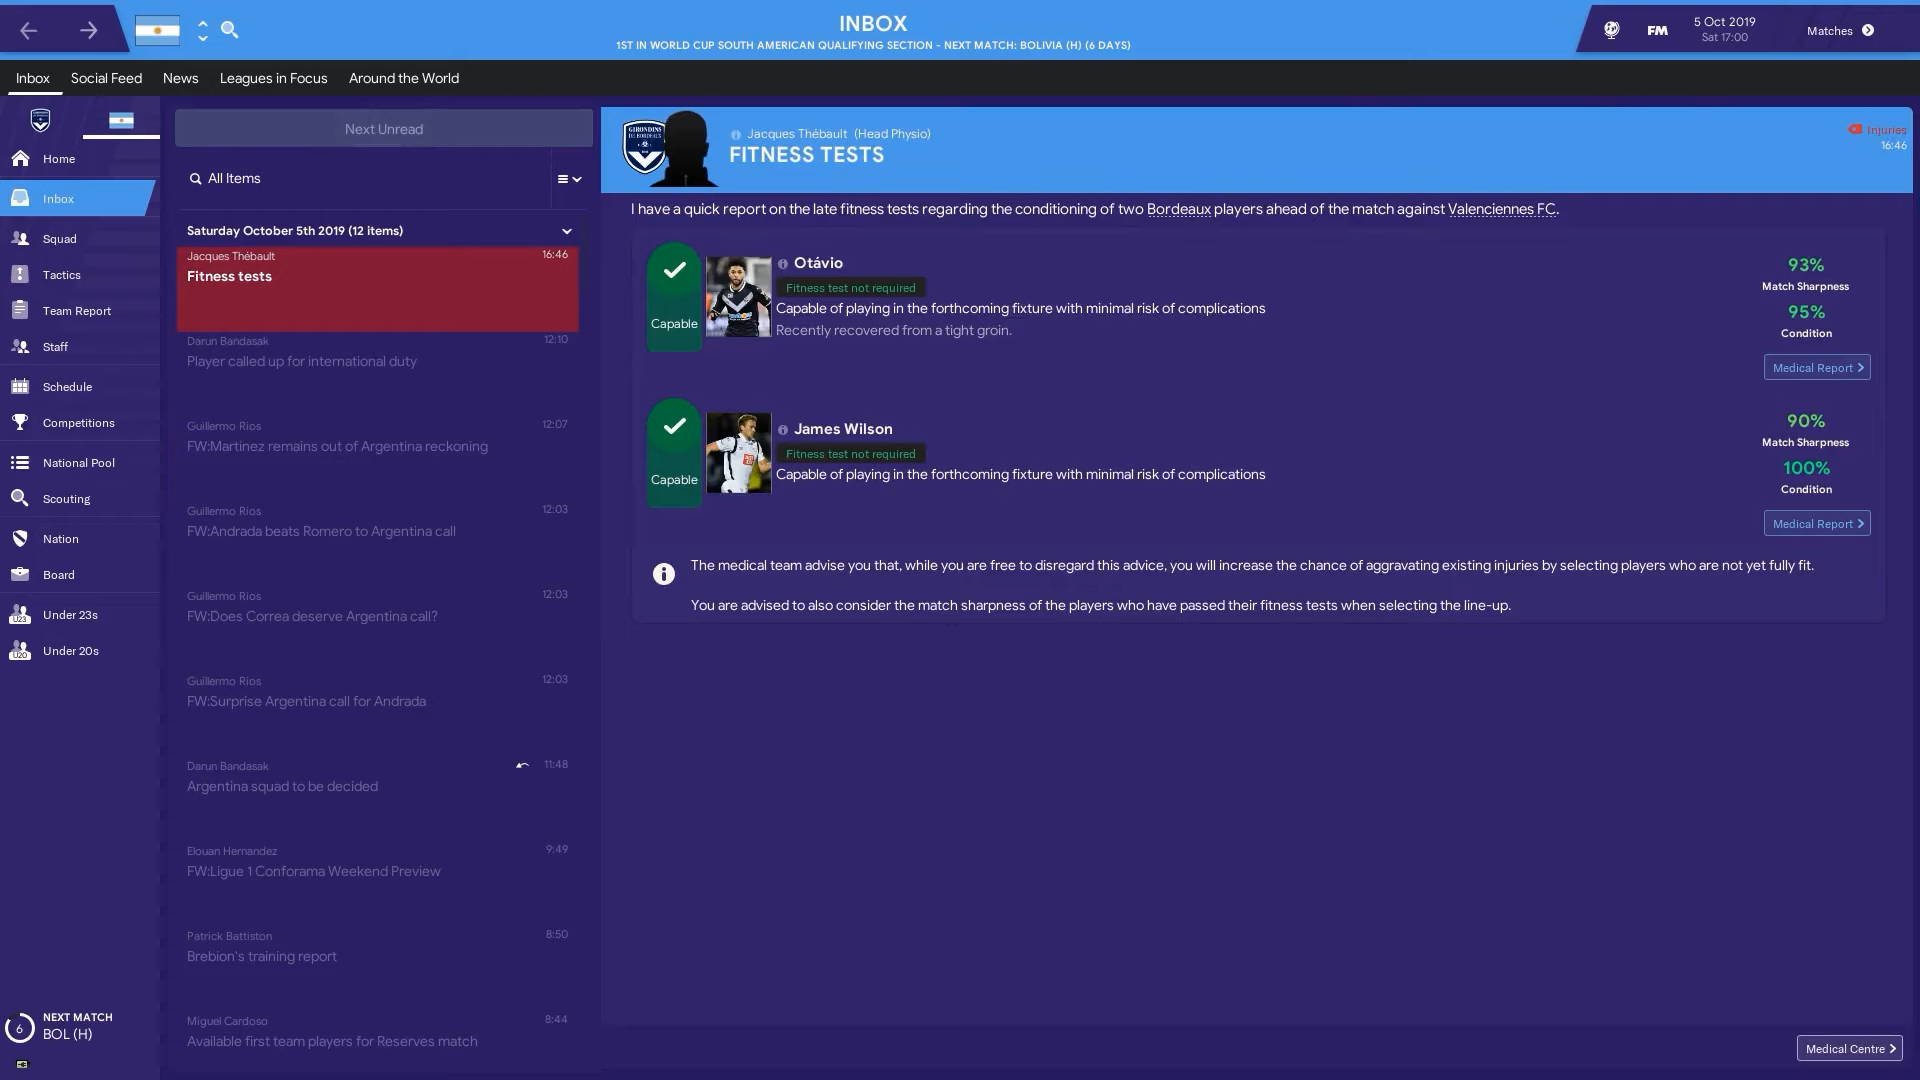 INBOX
1ST IN WORLD CUP SOUTH AMERICAN QUALIFYING SECTION - NEXT MATCH: BOLIVIA (H) (6 DAYS)
FM
5 Oct 2019
Sat 17:00
Matches
Inbox
Social Feed
News
Leagues in Focus
Around the World
Home
Inbox
Squad
Tactics
Team Report
Staff
Schedule
Competitions
National Pool
Scouting
Nation
Board
U23
Under 23s
U20
Under 20s
6
NEXT MATCH
BOL (H)
Next Unread
All Items
Saturday October 5th 2019 (12 items)
Jacques Thébault 16:46
Fitness tests
Darun Bandasak 12:10
Player called up for international duty
Guillermo Rios 12:07
FW:Martínez remains out of Argentina reckoning
Guillermo Rios 12:03
FW:Andrada beats Romero to Argentina call
Guillermo Rios 12:03
FW:Does Correa deserve Argentina call?
Guillermo Rios 12:03
FW:Surprise Argentina call for Andrada
Darun Bandasak 11:48
Argentina squad to be decided
Elouan Hernandez 9:49
FW:Ligue 1 Conforama Weekend Preview
Patrick Battiston 8:50
Brebion's training report
Miguel Cardoso 8:44
Available first team players for Reserves match
GIRONDINS
DE BORDEAUX
Jacques Thébault (Head Physio)
FITNESS TESTS
Injuries
16:46
I have a quick report on the late fitness tests regarding the conditioning of two Bordeaux players ahead of the match against Valenciennes FC.
Capable
Otávio
Fitness test not required
Capable of playing in the forthcoming fixture with minimal risk of complications
Recently recovered from a tight groin.
93%
Match Sharpness
95%
Condition
Medical Report
Capable
James Wilson
Fitness test not required
Capable of playing in the forthcoming fixture with minimal risk of complications
90%
Match Sharpness
100%
Condition
Medical Report
The medical team advise you that, while you are free to disregard this advice, you will increase the chance of aggravating existing injuries by selecting players who are not yet fully fit.
You are advised to also consider the match sharpness of the players who have passed their fitness tests when selecting the line-up.
Medical Centre